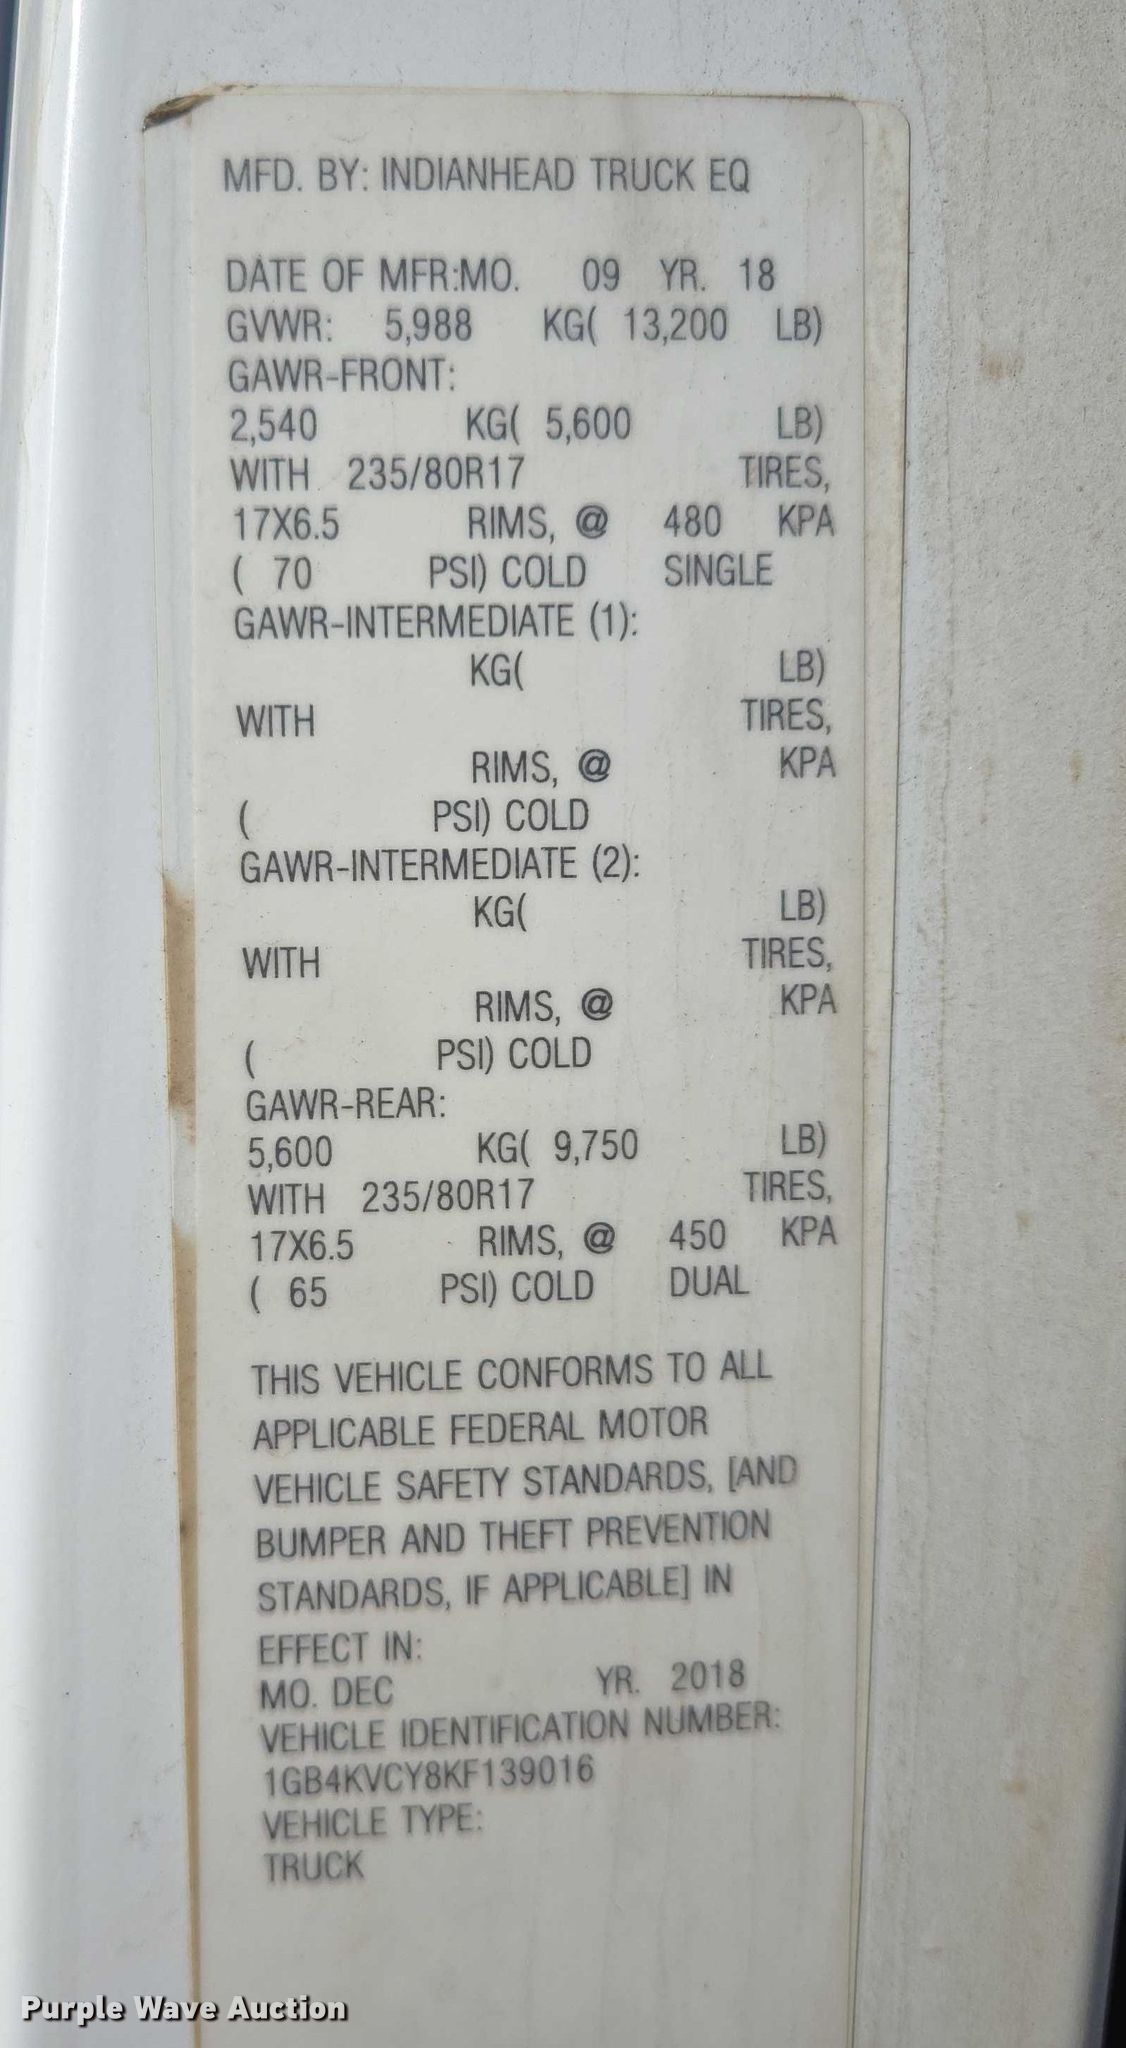 MFD. BY: INDIANHEAD TRUCK EQ
DATE OF MFR:MO. 09 YR. 18
GVWR: 5,988 KG( 13,200 LB)
GAWR-FRONT:
2,540 KG( 5,600 LB)
WITH 235/80R17 TIRES,
17X6.5 RIMS, @ 480 KPA
( 70 PSI) COLD SINGLE
GAWR-INTERMEDIATE (1):
KG( LB)
WITH TIRES,
RIMS, @ KPA
( PSI) COLD
GAWR-INTERMEDIATE (2):
KG( LB)
WITH TIRES,
RIMS, @ KPA
( PSI) COLD
GAWR-REAR:
5,600 KG( 9,750 LB)
WITH 235/80R17 TIRES,
17X6.5 RIMS, @ 450 KPA
( 65 PSI) COLD DUAL
THIS VEHICLE CONFORMS TO ALL
APPLICABLE FEDERAL MOTOR
VEHICLE SAFETY STANDARDS, [AND
BUMPER AND THEFT PREVENTION
STANDARDS, IF APPLICABLE] IN
EFFECT IN:
MO. DEC YR. 2018
VEHICLE IDENTIFICATION NUMBER:
1GB4KVCY8KF139016
VEHICLE TYPE:
TRUCK
Purple Wave Auction